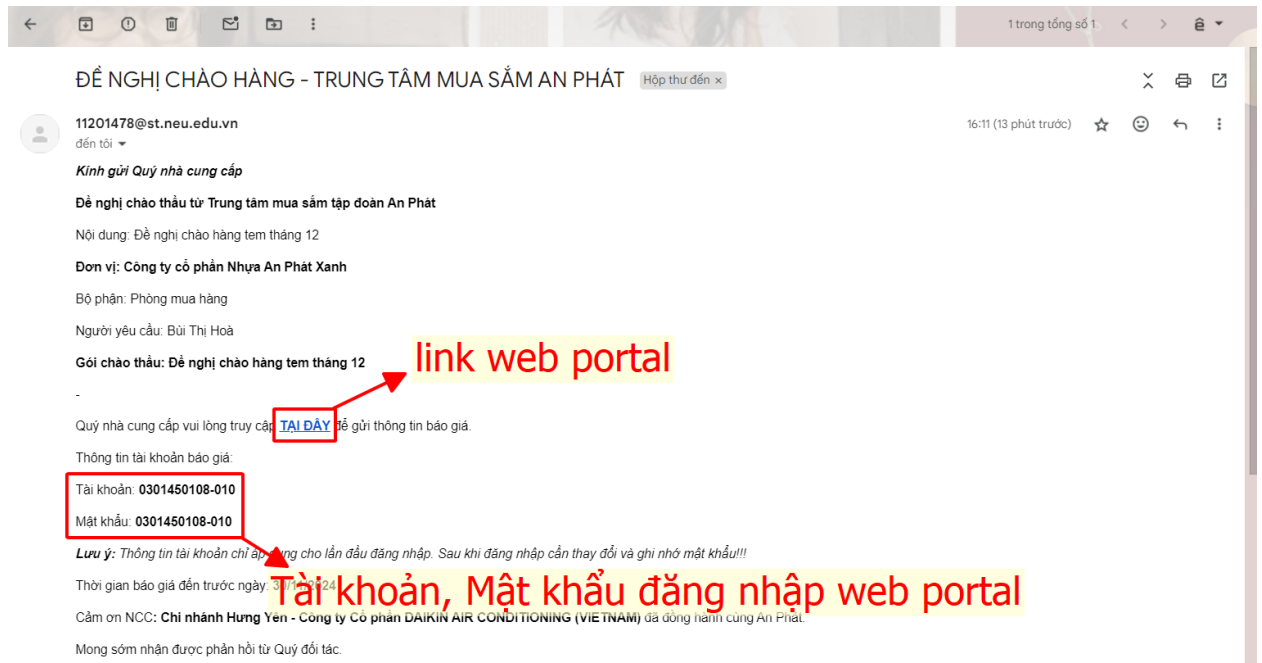 1 trong tổng số 1
ê
ĐỀ NGHỊ CHÀO HÀNG - TRUNG TÂM MUA SẮM AN PHÁT Hộp thư đến ×
11201478@st.neu.edu.vn 16:11 (13 phút trước)
đến tôi
Kính gửi Quý nhà cung cấp
Đề nghị chào thầu từ Trung tâm mua sắm tập đoàn An Phát
Nội dung: Đề nghị chào hàng tem tháng 12
Đơn vị: Công ty cổ phần Nhựa An Phát Xanh
Bộ phận: Phòng mua hàng
Người yêu cầu: Bùi Thị Hoà
link web portal
Gói chào thầu: Đề nghị chào hàng tem tháng 12
-
Quý nhà cung cấp vui lòng truy cập TẠI ĐÂY để gửi thông tin báo giá.
Thông tin tài khoản báo giá:
Tài khoản: 0301450108-010
Mật khẩu: 0301450108-010
Lưu ý: Thông tin tài khoản chỉ áp dụng cho lần đầu đăng nhập. Sau khi đăng nhập cần thay đổi và ghi nhớ mật khẩu!!!
Thời gian báo giá đến trước ngày: 30/11/2024
Tài khoản, Mật khẩu đăng nhập web portal
Cảm ơn NCC: Chi nhánh Hưng Yên - Công ty Cổ phần DAIKIN AIR CONDITIONING (VIETNAM) đã đồng hành cùng An Phát.
Mong sớm nhận được phản hồi từ Quý đối tác.